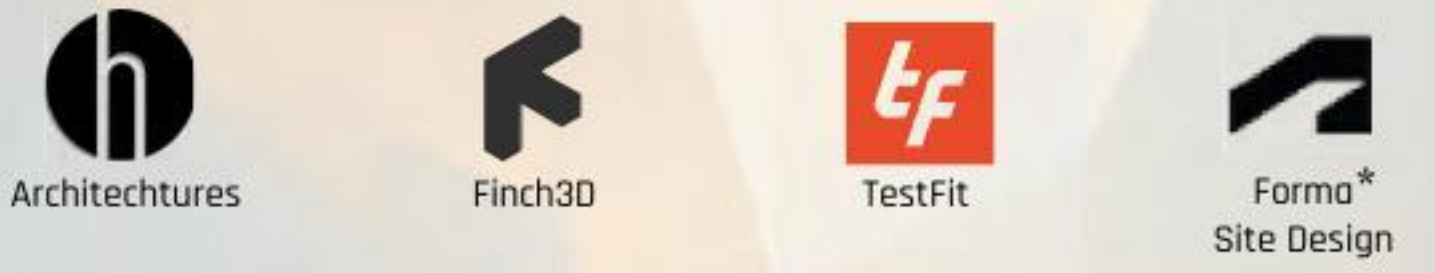 h
tf
Architechtures
Finch3D
TestFit
Forma*
Site Design